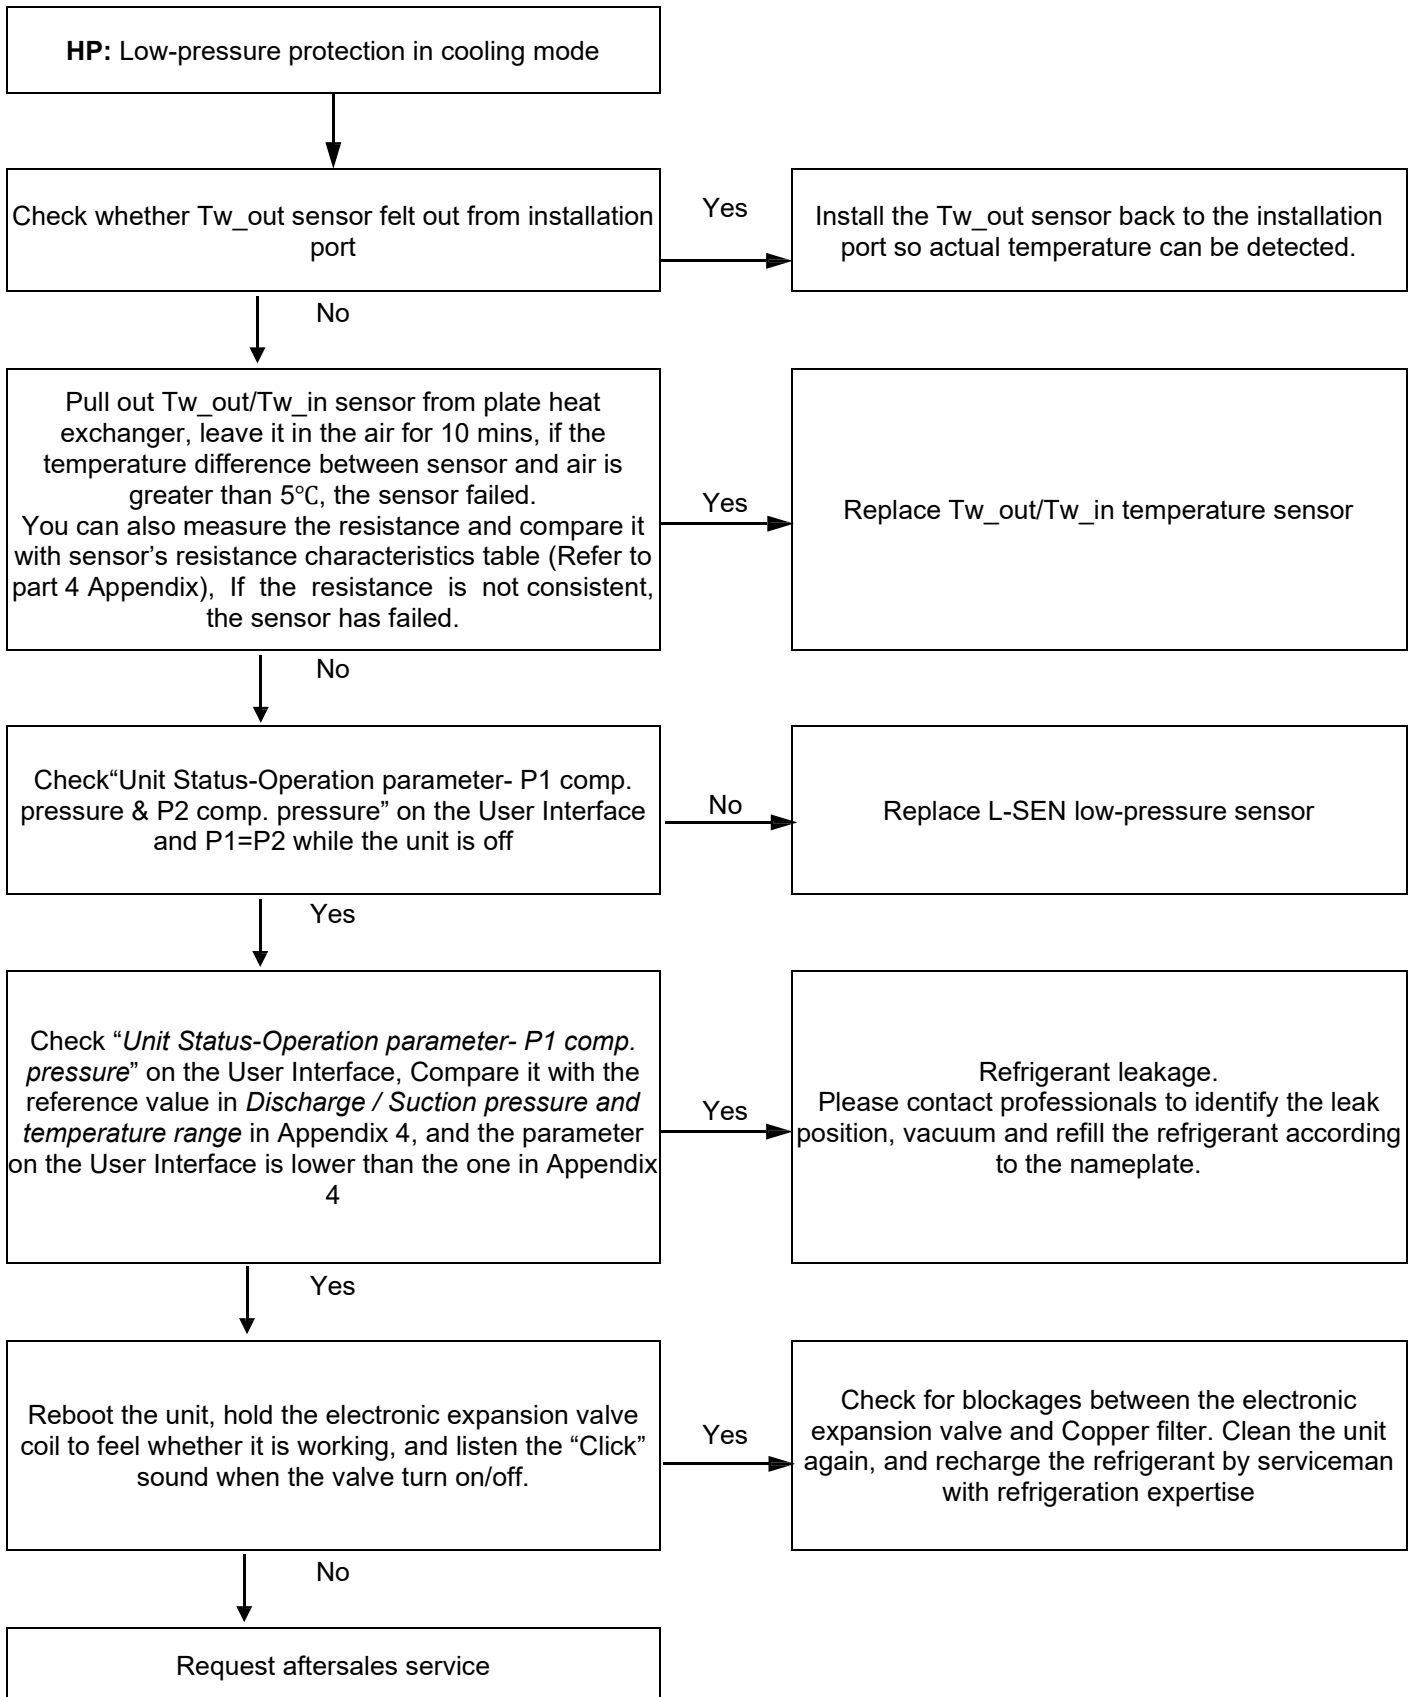 HP: Low-pressure protection in cooling mode
Check whether Tw_out sensor felt out from installation
port
Yes
Install the Tw_out sensor back to the installation
port so actual temperature can be detected.
No
Pull out Tw_out/Tw_in sensor from plate heat
exchanger, leave it in the air for 10 mins, if the
temperature difference between sensor and air is
greater than 5℃, the sensor failed.
You can also measure the resistance and compare it
with sensor’s resistance characteristics table (Refer to
part 4 Appendix), If the resistance is not consistent,
the sensor has failed.
Yes
Replace Tw_out/Tw_in temperature sensor
No
Check“Unit Status-Operation parameter- P1 comp.
pressure & P2 comp. pressure” on the User Interface
and P1=P2 while the unit is off
No
Replace L-SEN low-pressure sensor
Yes
Check “Unit Status-Operation parameter- P1 comp.
pressure” on the User Interface, Compare it with the
reference value in Discharge / Suction pressure and
temperature range in Appendix 4, and the parameter
on the User Interface is lower than the one in Appendix
4
Yes
Refrigerant leakage.
Please contact professionals to identify the leak
position, vacuum and refill the refrigerant according
to the nameplate.
Yes
Reboot the unit, hold the electronic expansion valve
coil to feel whether it is working, and listen the “Click”
sound when the valve turn on/off.
Yes
Check for blockages between the electronic
expansion valve and Copper filter. Clean the unit
again, and recharge the refrigerant by serviceman
with refrigeration expertise
No
Request aftersales service